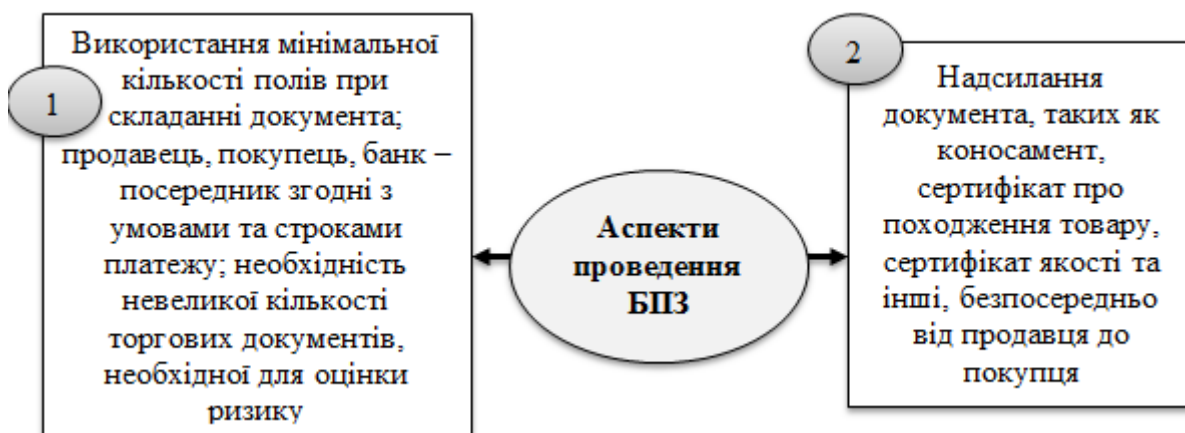 1
Використання мінімальної
кількості полів при
складанні документа;
продавець, покупець, банк –
посередник згодні з
умовами та строками
платежу; необхідність
невеликої кількості
торгових документів,
необхідної для оцінки
ризику
Аспекти
проведення
БПЗ
2
Надсилання
документа, таких як
коносамент,
сертифікат про
походження товару,
сертифікат якості та
інші, безпосередньо
від продавця до
покупця